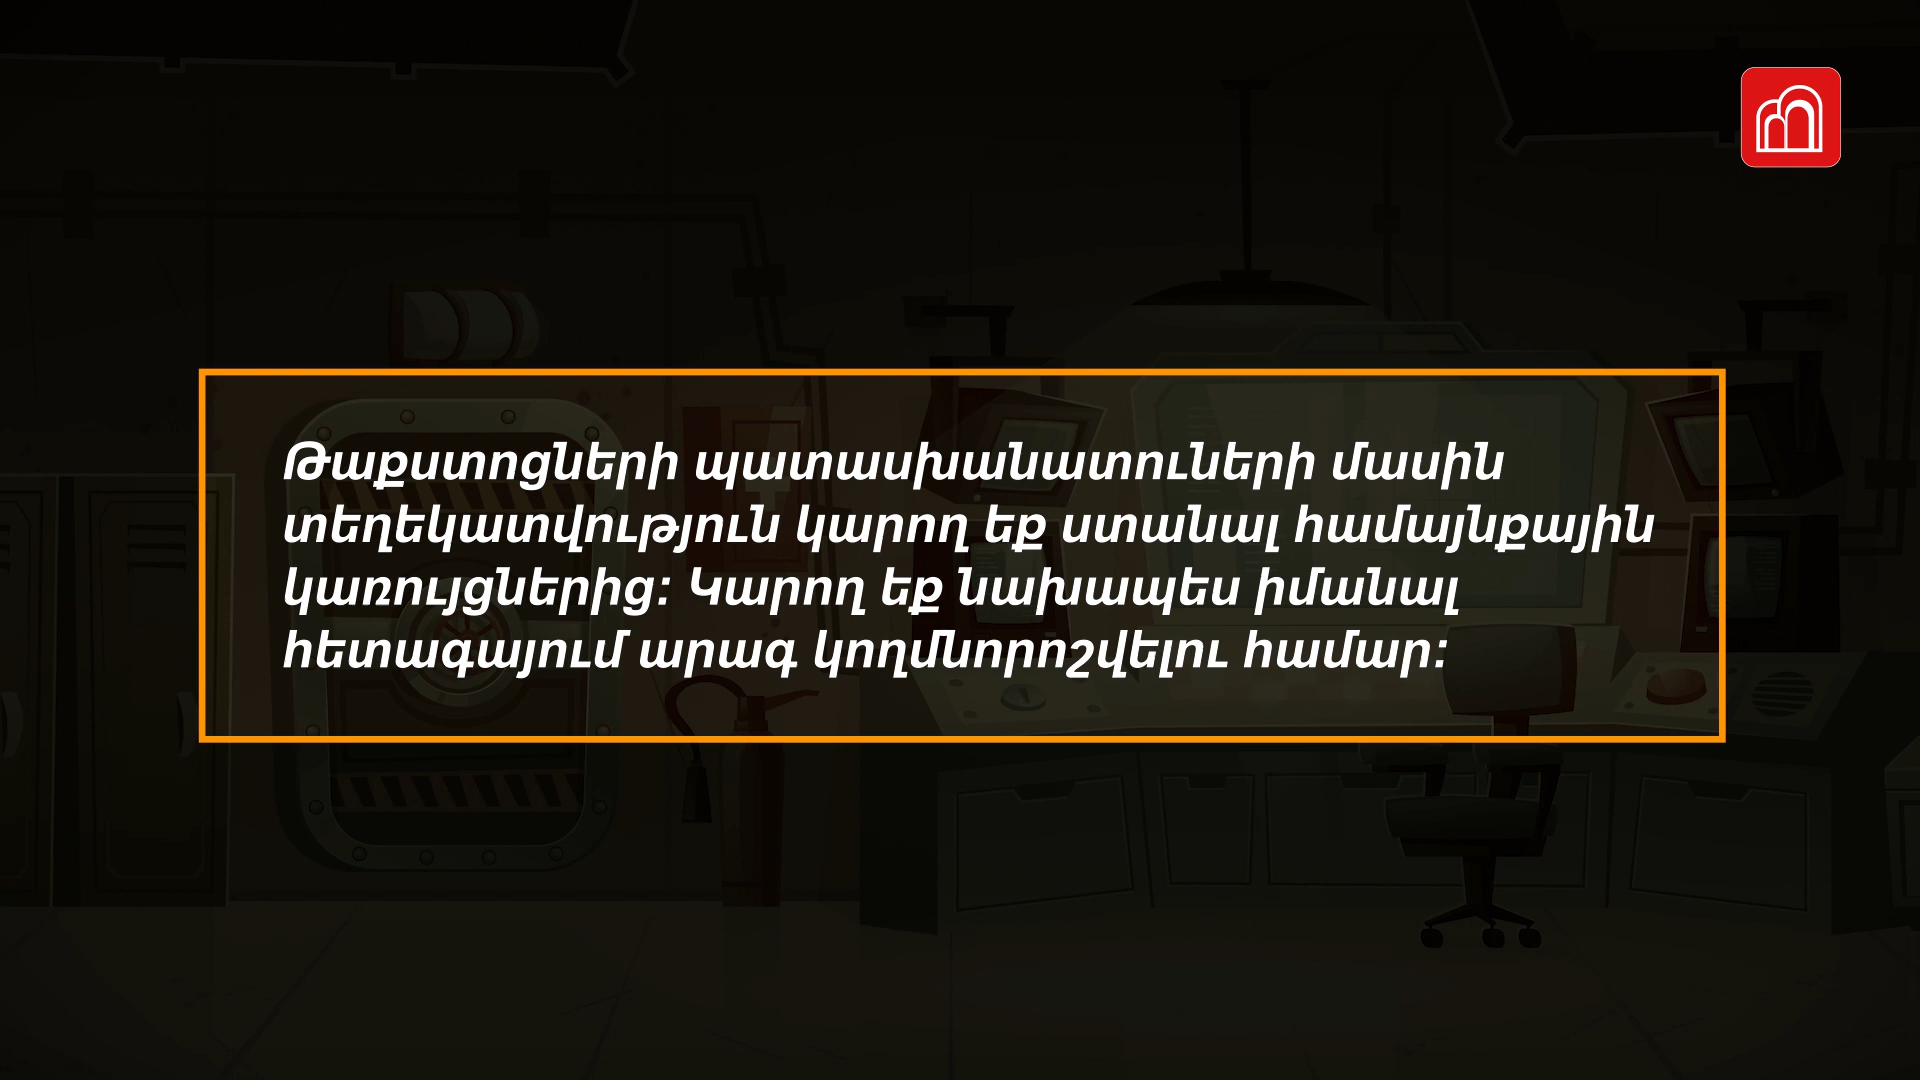 Թաքստոցների պատասխանատուների մասին
տեղեկատվություն կարող եք ստանալ համայնքային
կառույցներից: Կարող եք նախապես իմանալ
հետագայում արագ կողմնորոշվելու համար: